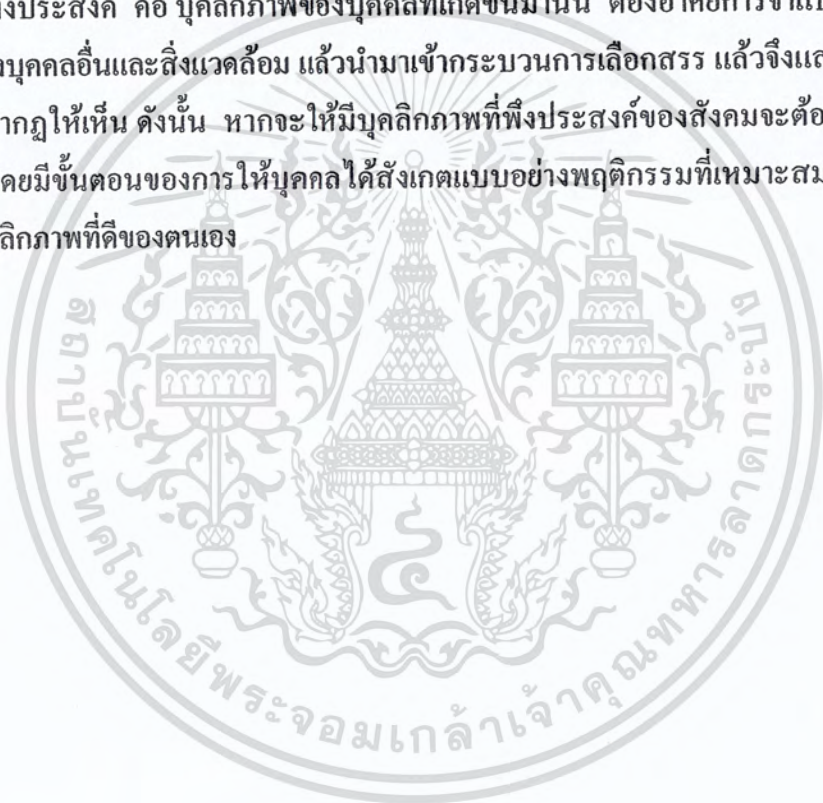 งประสงค์ คือ บุคลิกภาพของบุคคลที่เกิดขึ้นมานั้น ต้องอาศัยการ
บุคคลอื่นและสิ่งแวดล้อม แล้วนำมาเข้ากระบวนการเลือกสรร แล้วจึงแส
ากฏให้เห็น ดังนั้น หากจะให้มีบุคลิกภาพที่พึงประสงค์ของสังคมจะต้อ
ดยมีขั้นตอนของการให้บุคคลได้สังเกตแบบอย่างพฤติกรรมที่เหมาะสม
ลิกภาพที่ดีของตนเอง
สถาบันเทคโนโลยีพระจอมเกล้าเจ้าคุณทหารลาดกระบัง